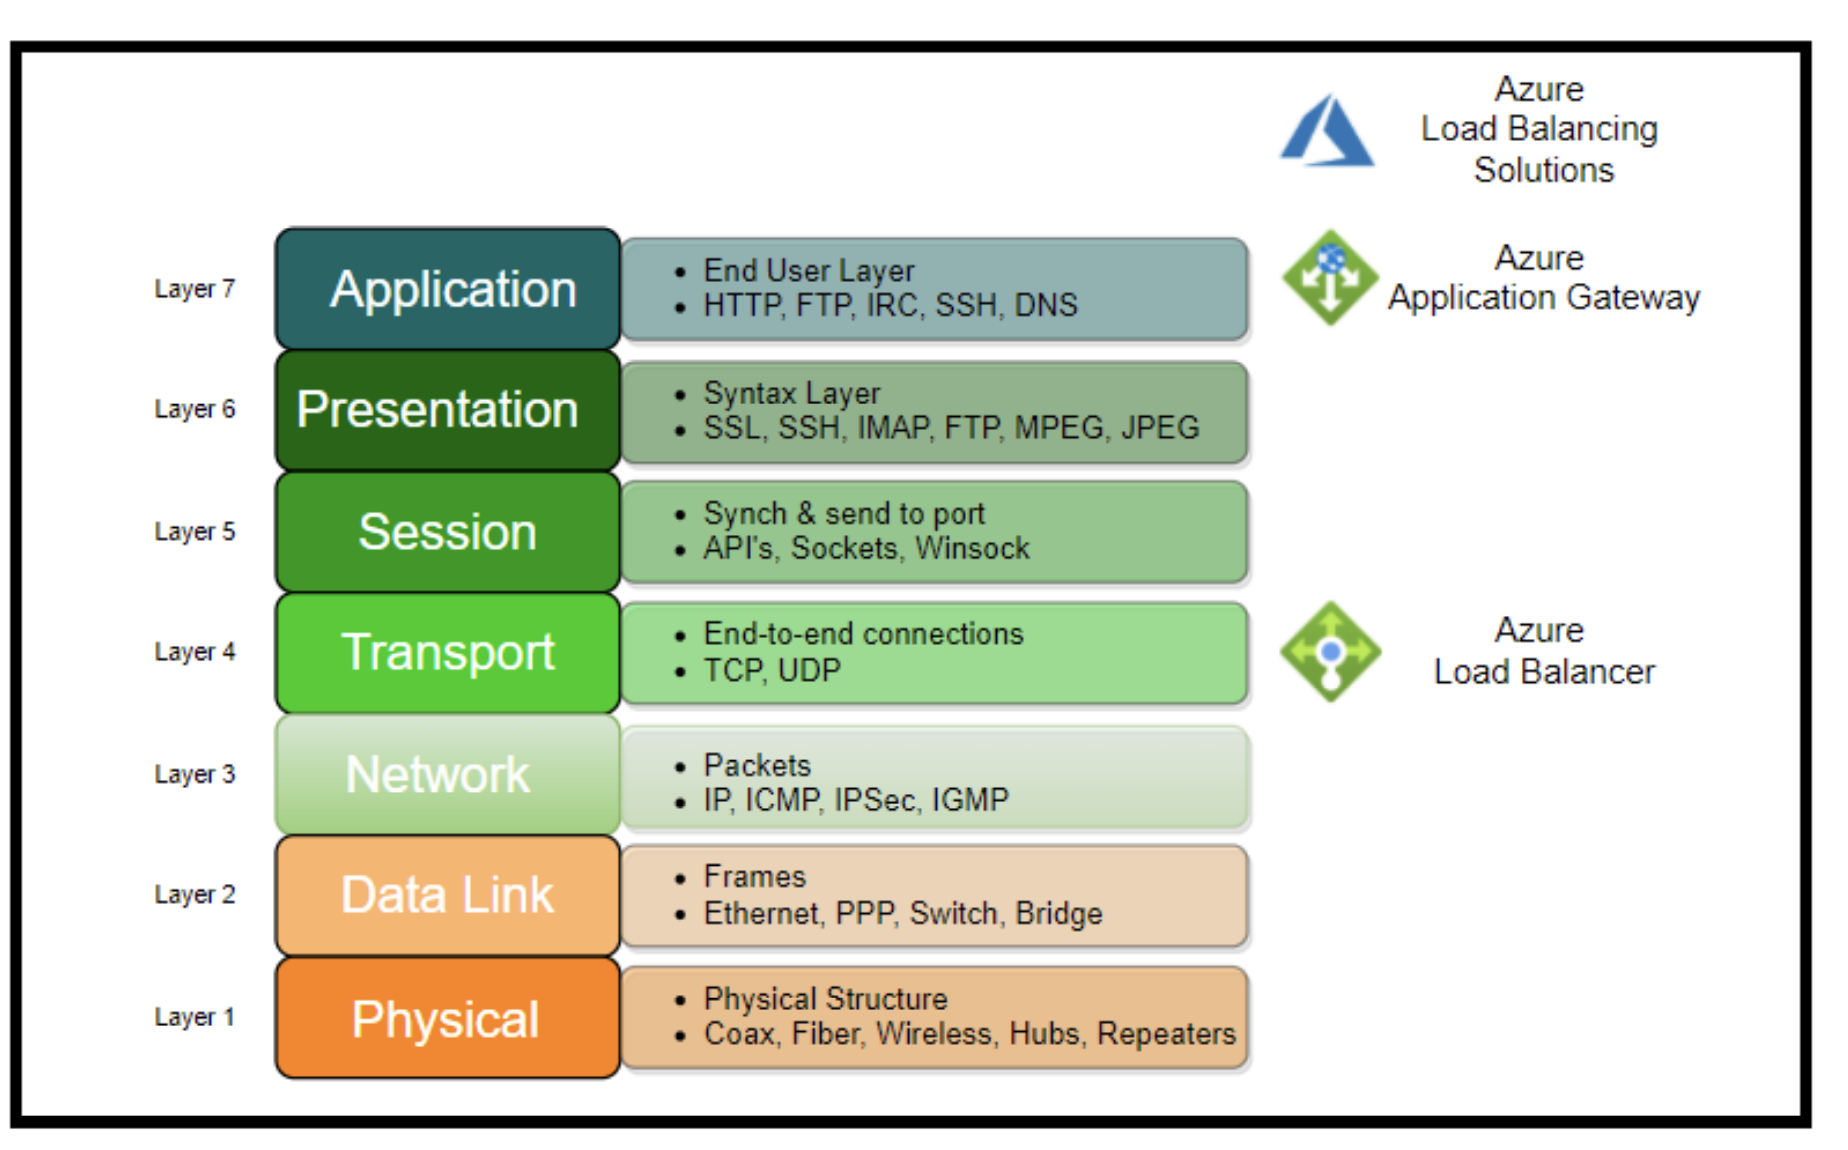 Azure
Load Balancing
Solutions
Layer 7
Application
• End User Layer
• HTTP, FTP, IRC, SSH, DNS
Azure
Application Gateway
Layer 6
Presentation
• Syntax Layer
• SSL, SSH, IMAP, FTP, MPEG, JPEG
Layer 5
Session
• Synch & send to port
• API's, Sockets, Winsock
Layer 4
Transport
• End-to-end connections
• TCP, UDP
Azure
Load Balancer
Layer 3
Network
• Packets
• IP, ICMP, IPSec, IGMP
Layer 2
Data Link
• Frames
• Ethernet, PPP, Switch, Bridge
Layer 1
Physical
• Physical Structure
• Coax, Fiber, Wireless, Hubs, Repeaters